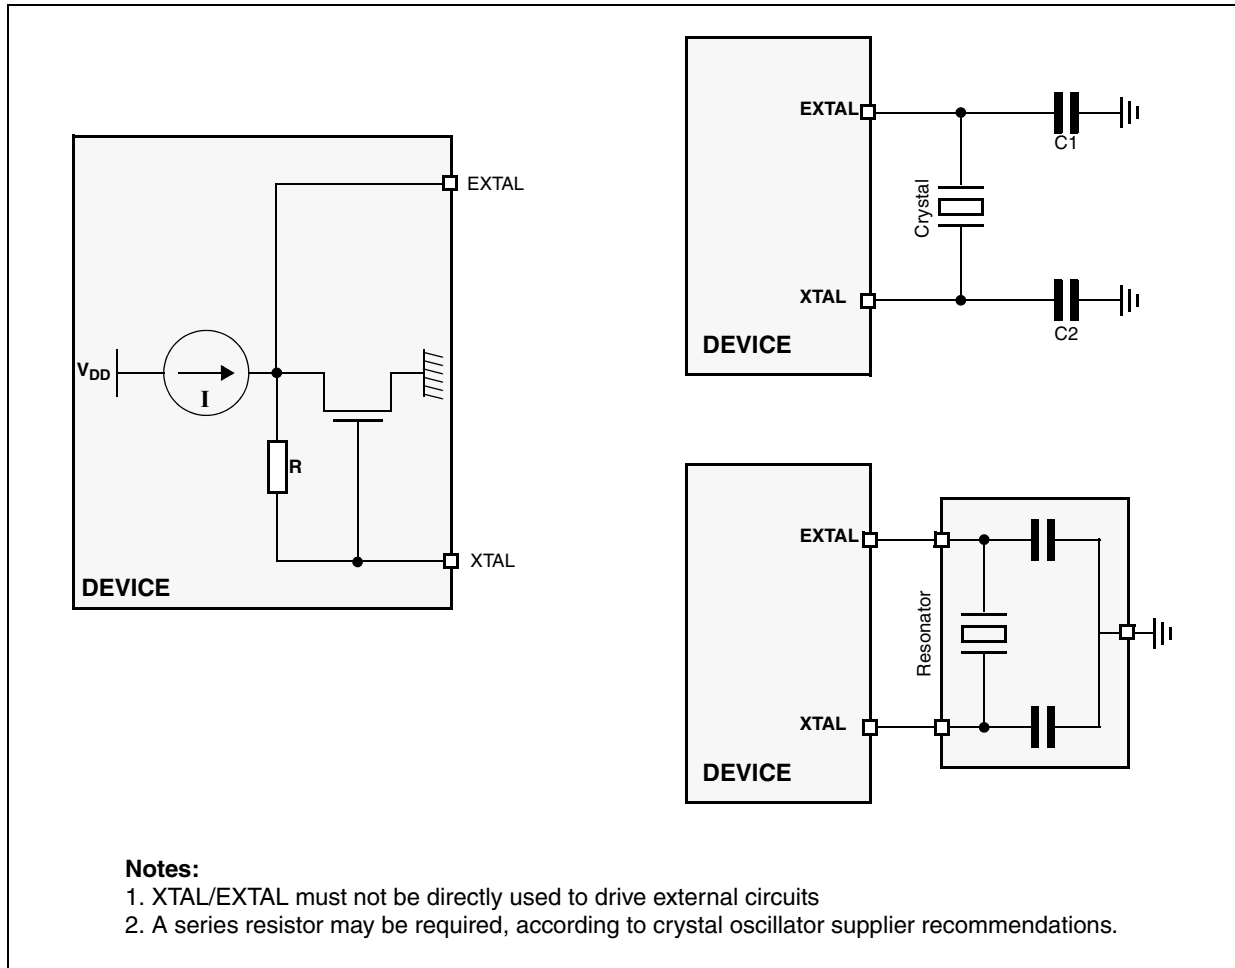 EXTAL
V_DD
I
R
XTAL
DEVICE
EXTAL
C1
Crystal
XTAL
C2
DEVICE
EXTAL
Resonator
XTAL
DEVICE
Notes:
1. XTAL/EXTAL must not be directly used to drive external circuits
2. A series resistor may be required, according to crystal oscillator supplier recommendations.